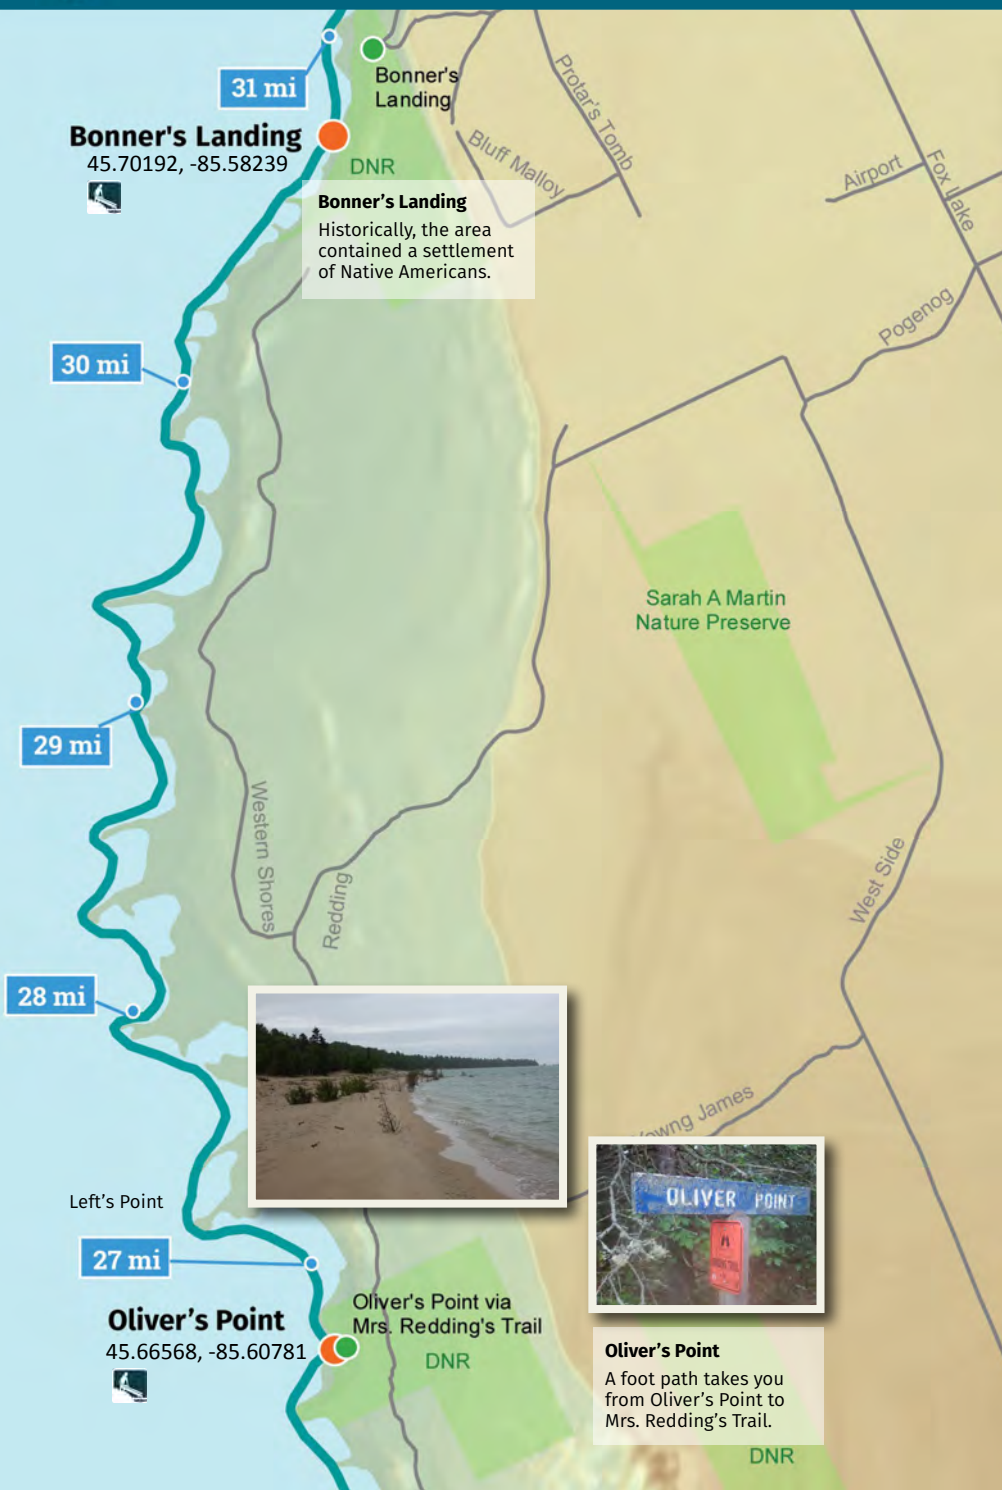 31 mi
Bonner's
Landing
Bonner's Landing
45.70192, -85.58239
DNR
Protar's Tomb
Bluff Malloy
Airport
Fox Lake
Bonner's Landing
Historically, the area
contained a settlement
of Native Americans.
Pogenog
30 mi
Sarah A Martin
Nature Preserve
29 mi
Western Shores
Redding
West Side
28 mi
James
Left's Point
OLIVER POINT
27 mi
Oliver's Point
45.66568, -85.60781
Oliver's Point via
Mrs. Redding's Trail
DNR
Oliver's Point
A foot path takes you
from Oliver's Point to
Mrs. Redding's Trail.
DNR